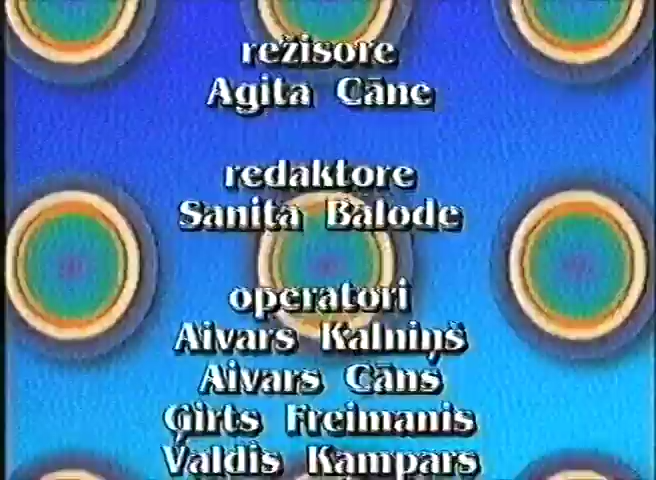 režisore
Agita Cāne
redaktore
Sanita Balode
operatori
Aivars Kalniņš
Aivars Cāns
Ģirts Freimanis
Valdis Kampars